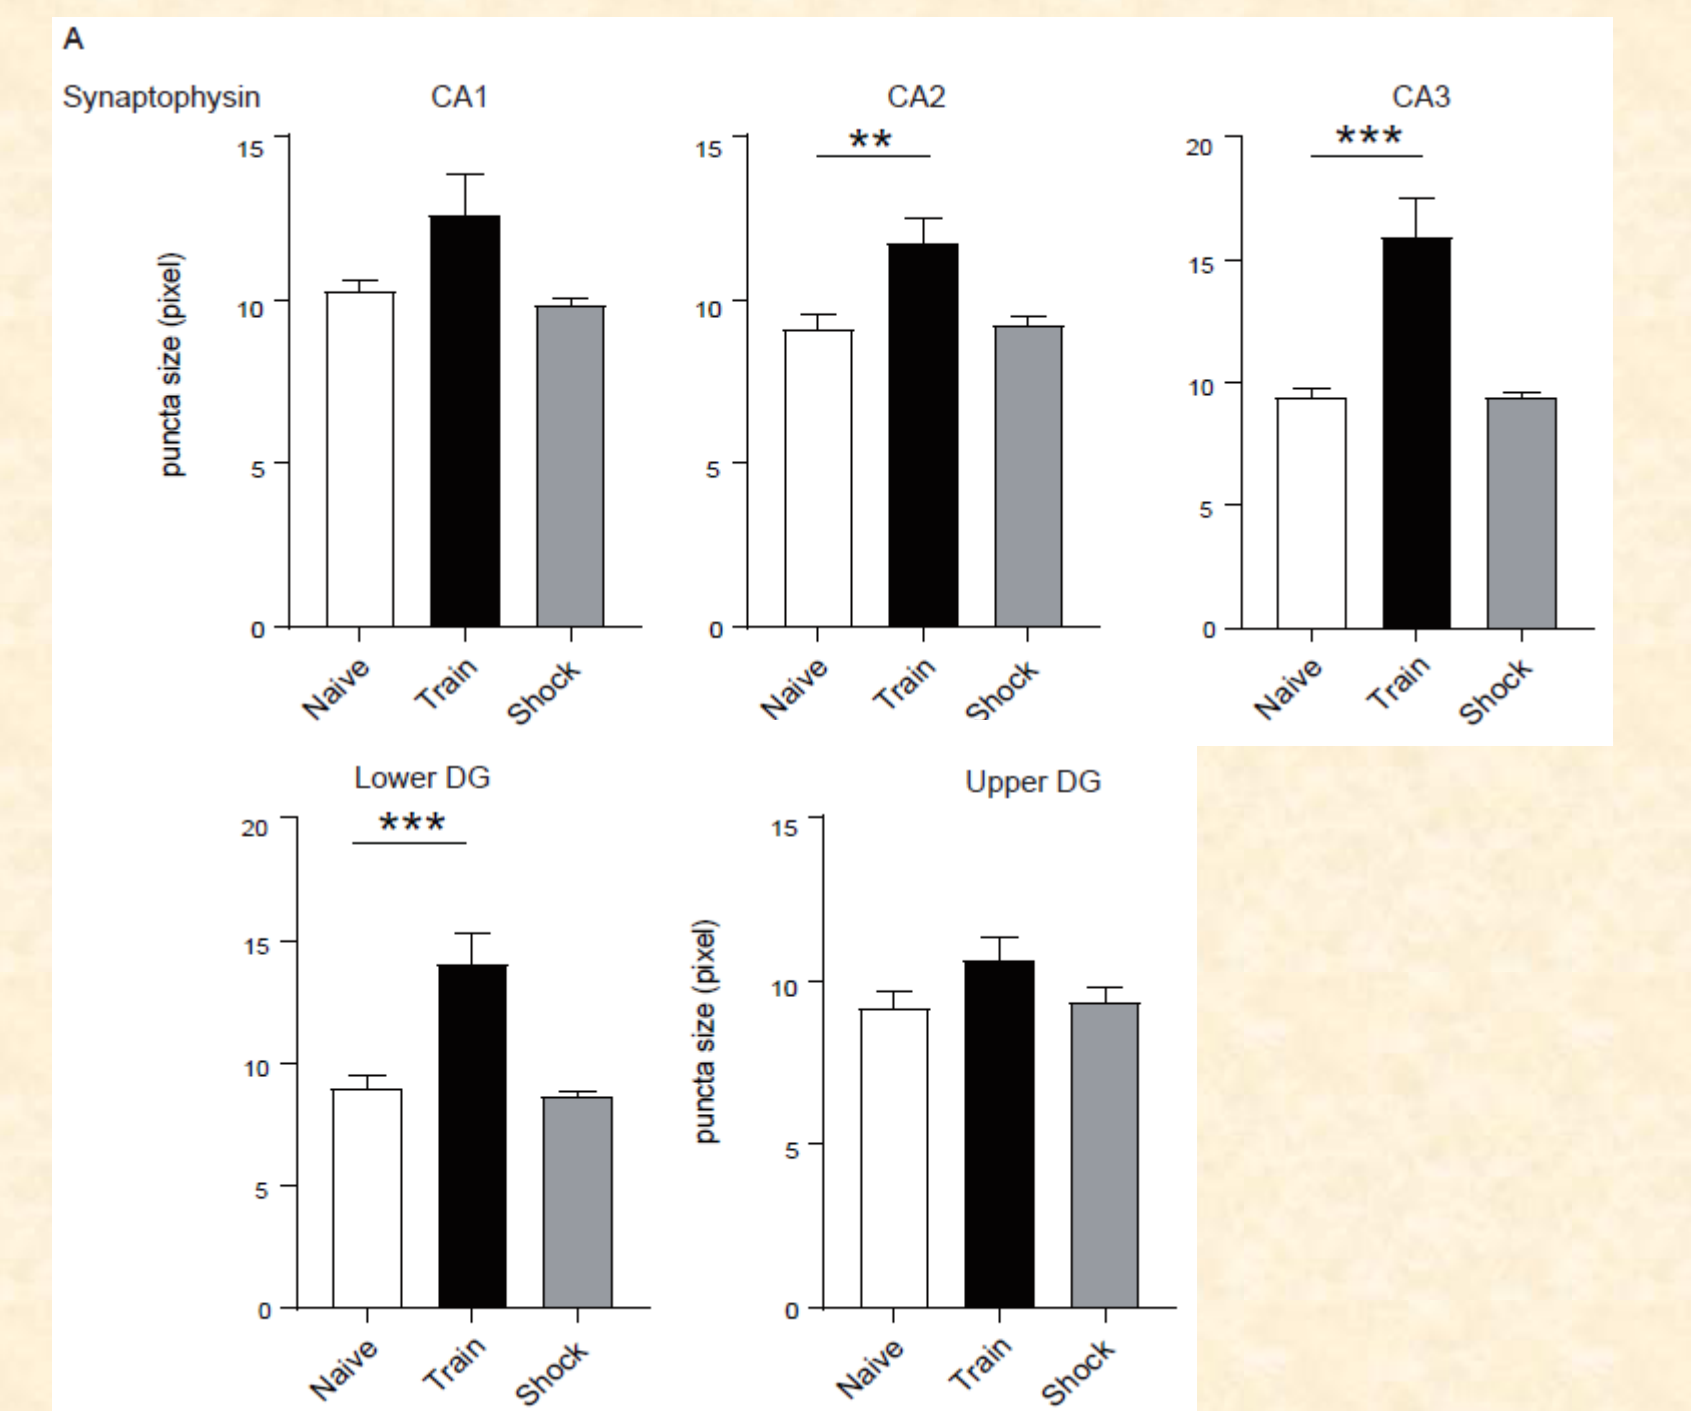 A
Synaptophysin CA1 CA2 CA3
** ***
15 15 20
15
10 10 10
5 5 5
0 0 0
puncta size (pixel)
Naive Train Shock Naive Train Shock Naive Train Shock
Lower DG Upper DG
***
20 15
15
10 10
5 5
0 0
puncta size (pixel)
Naive Train Shock Naive Train Shock